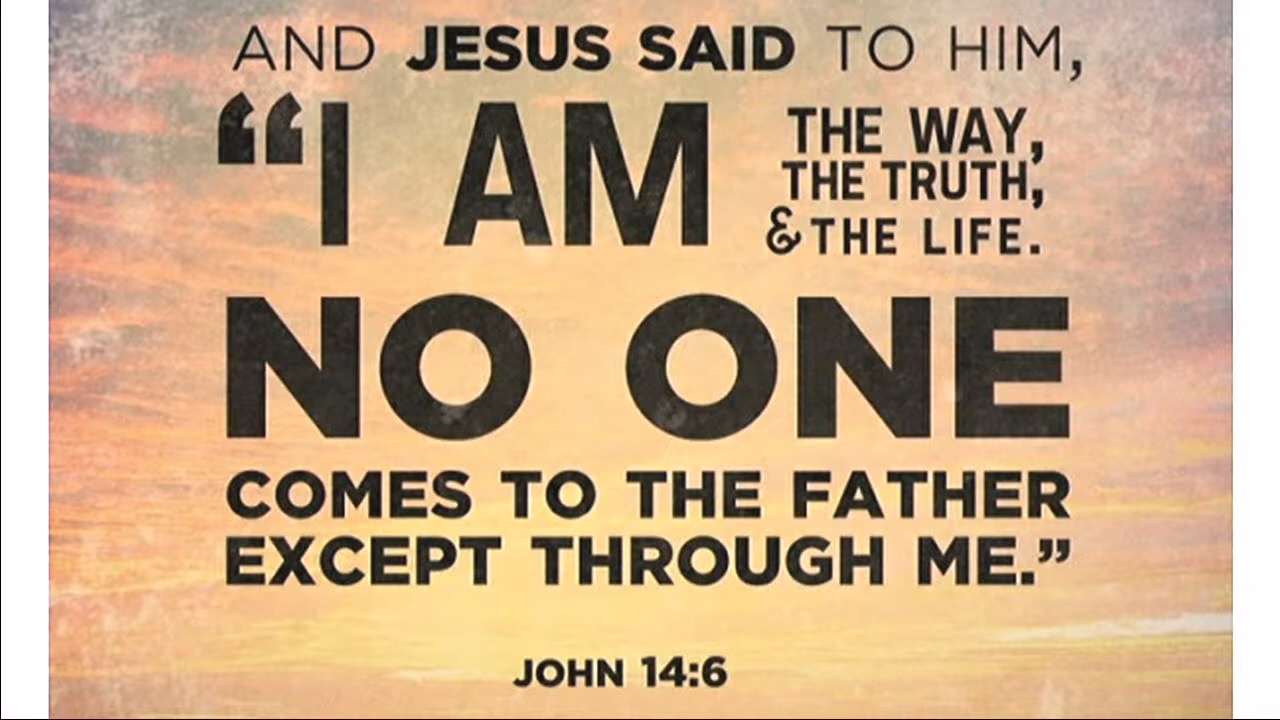 AND JESUS SAID TO HIM,
“I AM
THE WAY,
THE TRUTH,
& THE LIFE.
NO ONE
COMES TO THE FATHER
EXCEPT THROUGH ME.”
JOHN 14:6